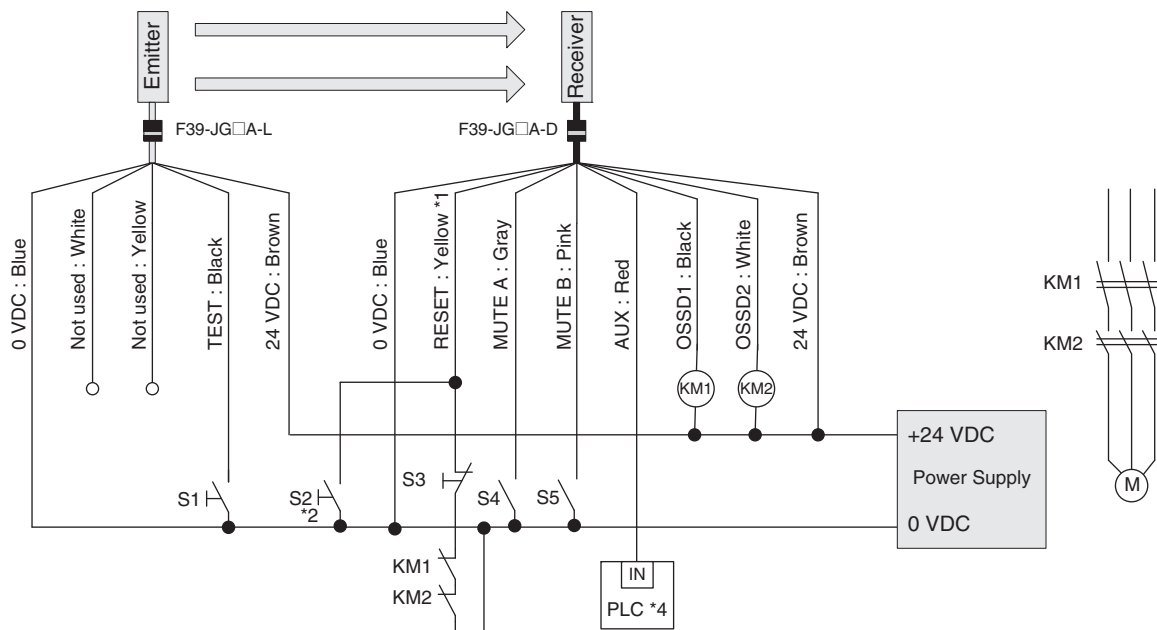 Emitter
Receiver
F39-JG□A-L
F39-JG□A-D
0 VDC : Blue
Not used : White
Not used : Yellow
TEST : Black
24 VDC : Brown
0 VDC : Blue
RESET : Yellow *1
MUTE A : Gray
MUTE B : Pink
AUX : Red
OSSD1 : Black
OSSD2 : White
24 VDC : Brown
KM1
KM2
KM1
KM2
M
+24 VDC
Power Supply
0 VDC
S1
S2
*2
S3
S4
S5
KM1
KM2
IN
PLC *4